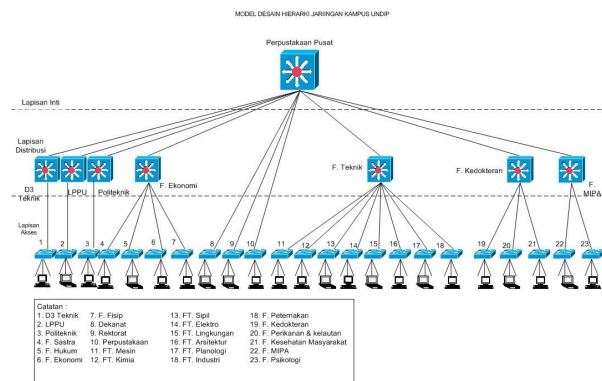 MODEL DESAIN HIERARKI JARIINGAN KAMPUS UNDIP
Perpustakaan Pusat
Lapisan Inti
Lapisan
Distribusi
D3
Teknik
LPPU
Politeknik
F. Ekonomi
F. Teknik
F. Kedokteran
F.
MIPA
Lapisan
Akses
1 2 3 4 5 6 7 8 9 10 11 12 13 14 15 16 17 18 19 20 21 22 23
Catatan :
1. D3 Teknik 7. F. Fisip 13. FT. Sipil 18. F. Peternakan
2. LPPU 8. Dekanat 14. FT. Elektro 19. F. Kedokteran
3. Politeknik 9. Rektorat 15. FT. Lingkungan 20. F. Perikanan & kelautan
4. F. Sastra 10. Perpustakaan 16. FT. Arsitektur 21. F. Kesehatan Masyarakat
5. F. Hukum 11. FT. Mesin 17. FT. Planologi 22. F. MIPA
6. F. Ekonomi 12. FT. Kimia 18. FT. Industri 23. F. Psikologi